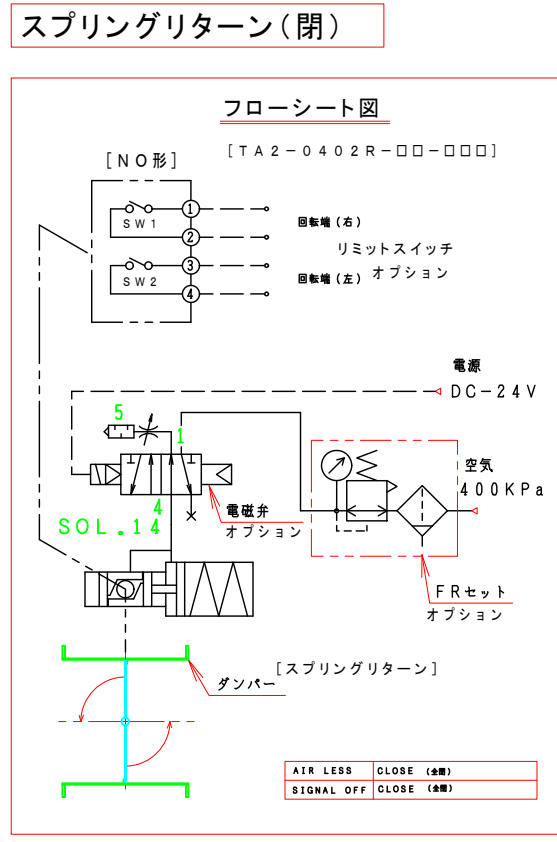 スプリングリターン(閉)
フローシート図
[TA2-0402R-□□-□□□]
[NO形]
SW1
1
2
SW2
3
4
回転端(右)
リミットスイッチ
回転端(左)
オプション
電源
DC-24V
5
1
4
SOL.14
電磁弁
オプション
空気
400KPa
FRセット
オプション
[スプリングリターン]
ダンパー
AIR LESS CLOSE (全閉)
SIGNAL OFF CLOSE (全閉)